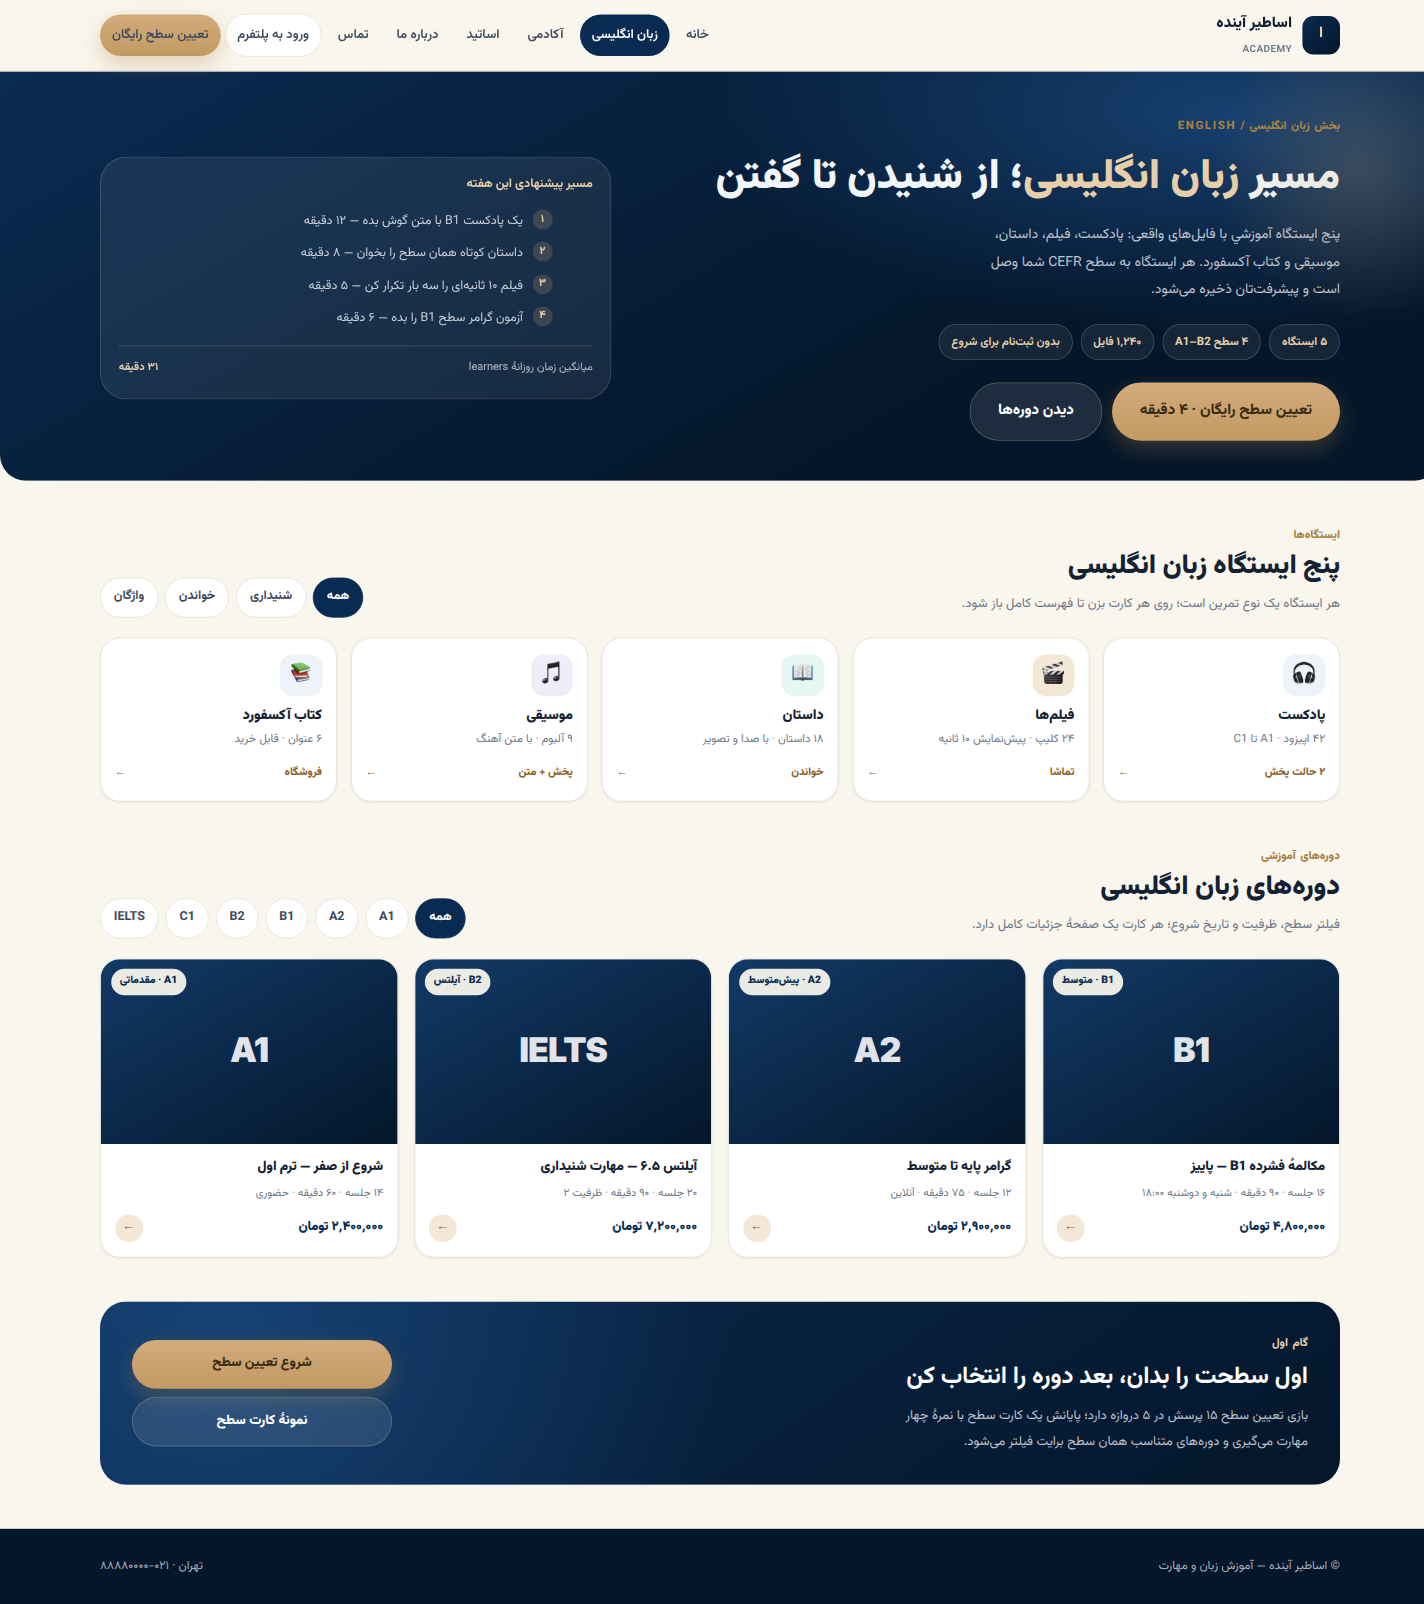 ا
اساطیر آینده
ACADEMY
خانه
زبان انگلیسی
آکادمی
اساتید
درباره ما
تماس
ورود به پلتفرم
تعیین سطح رایگان
بخش زبان انگلیسی / ENGLISH
مسیر زبان انگلیسی؛ از شنیدن تا گفتن
پنج ایستگاه آموزشیِ با فایل‌های واقعی: پادکست، فیلم، داستان،
موسیقی و کتاب آکسفورد. هر ایستگاه به سطح CEFR شما وصل
است و پیشرفت‌تان ذخیره می‌شود.
۵ ایستگاه
۴ سطح A1–B2
۱,۲۴۰ فایل
بدون ثبت‌نام برای شروع
تعیین سطح رایگان · ۴ دقیقه
دیدن دوره‌ها
مسیر پیشنهادی این هفته
۱ یک پادکست B1 با متن گوش بده — ۱۲ دقیقه
۲ داستان کوتاه همان سطح را بخوان — ۸ دقیقه
۳ فیلم ۱۰ ثانیه‌ای را سه بار تکرار کن — ۵ دقیقه
۴ آزمون گرامر سطح B1 را بده — ۶ دقیقه
میانگین زمان روزانهٔ learners
۳۱ دقیقه
ایستگاه‌ها
پنج ایستگاه زبان انگلیسی
هر ایستگاه یک نوع تمرین است؛ روی هر کارت بزن تا فهرست کامل باز شود.
همه
شنیداری
خواندن
واژگان
پادکست
۴۲ اپیزود · A1 تا C1
۲ حالت پخش ←
فیلم‌ها
۲۴ کلیپ · پیش‌نمایش ۱۰ ثانیه
تماشا ←
داستان
۱۸ داستان · با صدا و تصویر
خواندن ←
موسیقی
۹ آلبوم · با متن آهنگ
پخش + متن ←
کتاب آکسفورد
۶ عنوان · قابل خرید
فروشگاه ←
دوره‌های آموزشی
دوره‌های زبان انگلیسی
فیلتر سطح، ظرفیت و تاریخ شروع؛ هر کارت یک صفحهٔ جزئیات کامل دارد.
همه
A1
A2
B1
B2
C1
IELTS
B1 · متوسط
B1
مکالمهٔ فشرده B1 — پاییز
۱۶ جلسه · ۹۰ دقیقه · شنبه و دوشنبه ۱۸:۰۰
۴,۸۰۰,۰۰۰ تومان
←
A2 · پیش‌متوسط
A2
گرامر پایه تا متوسط
۱۲ جلسه · ۷۵ دقیقه · آنلاین
۲,۹۰۰,۰۰۰ تومان
←
B2 · آیلتس
IELTS
آیلتس ۶.۵ — مهارت شنیداری
۲۰ جلسه · ۹۰ دقیقه · ظرفیت ۲
۷,۲۰۰,۰۰۰ تومان
←
A1 · مقدماتی
A1
شروع از صفر — ترم اول
۱۴ جلسه · ۶۰ دقیقه · حضوری
۲,۴۰۰,۰۰۰ تومان
←
گام اول
اول سطحت را بدان، بعد دوره را انتخاب کن
بازی تعیین سطح ۱۵ پرسش در ۵ دروازه دارد؛ پایانش یک کارت سطح با نمرهٔ چهار
مهارت می‌گیری و دوره‌های متناسب همان سطح برایت فیلتر می‌شود.
شروع تعیین سطح
نمونهٔ کارت سطح
© اساطیر آینده — آموزش زبان و مهارت
تهران · ۰۲۱-۸۸۸۸۰۰۰۰